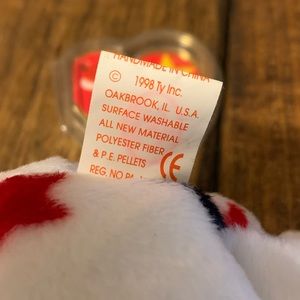 HANDMADE IN CHINA
© 1998 Ty Inc.
OAKBROOK, IL. U.S.A.
SURFACE WASHABLE
ALL NEW MATERIAL
POLYESTER FIBER
& P.E. PELLETS CE
REG. NO PA.